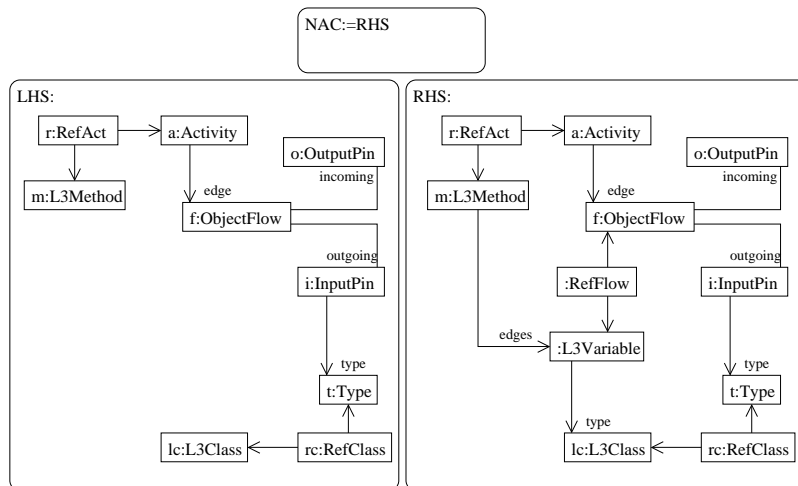 NAC:=RHS
LHS:
r:RefAct
a:Activity
o:OutputPin
incoming
m:L3Method
edge
f:ObjectFlow
outgoing
i:InputPin
type
t:Type
lc:L3Class
rc:RefClass
RHS:
r:RefAct
a:Activity
o:OutputPin
incoming
m:L3Method
edge
f:ObjectFlow
outgoing
:RefFlow
i:InputPin
edges
:L3Variable
type
t:Type
type
lc:L3Class
rc:RefClass